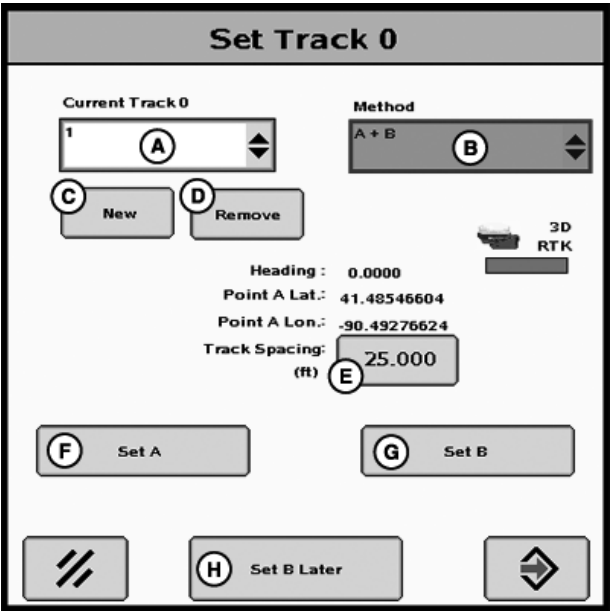 Set Track 0
Current Track 0
Method
1
A
A + B
B
C
New
D
Remove
3D
RTK
Heading : 0.0000
Point A Lat.: 41.48546604
Point A Lon.: -90.49276624
Track Spacing:
(ft)
E
25.000
F
Set A
G
Set B
H
Set B Later